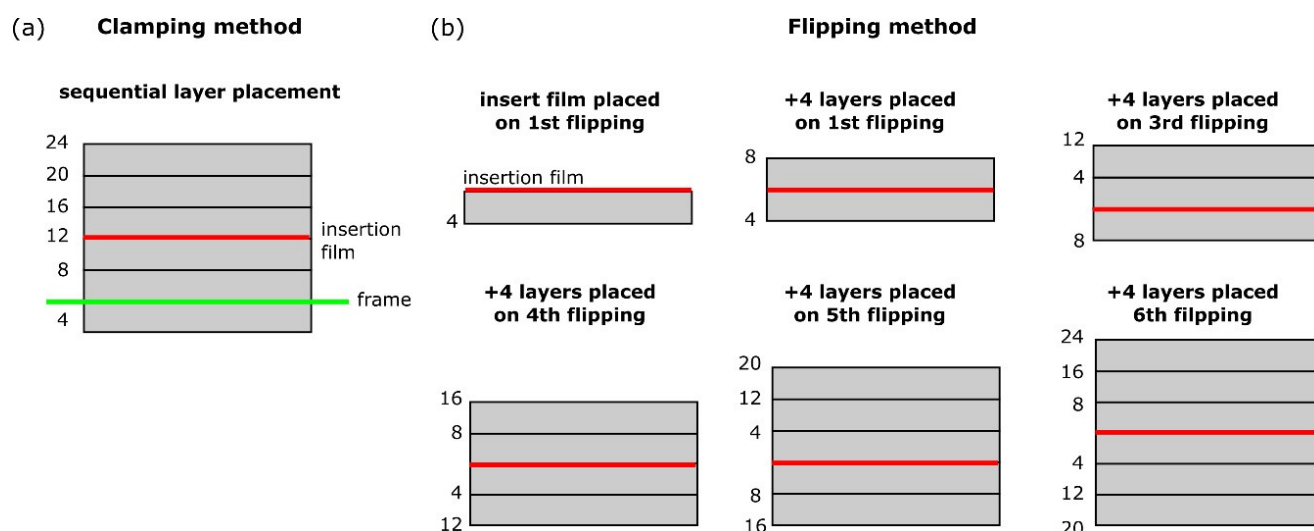 (a) Clamping method
sequential layer placement
24
20
16
12
insertion
film
8
frame
4
(b) Flipping method
insert film placed
on 1st flipping
insertion film
4
+4 layers placed
on 1st flipping
8
4
+4 layers placed
on 3rd flipping
12
4
8
+4 layers placed
on 4th flipping
16
8
4
12
+4 layers placed
on 5th flipping
20
12
4
8
16
+4 layers placed
6th filpping
24
16
8
4
12
20